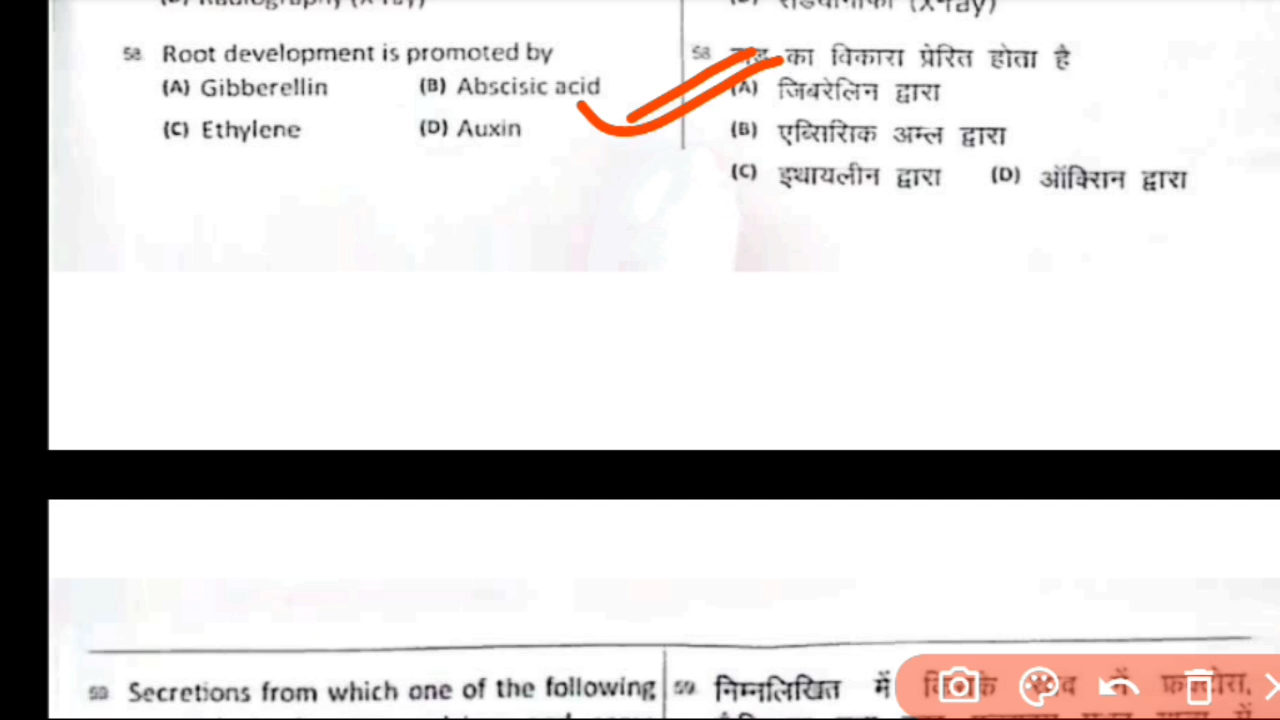 58. Root development is promoted by
(A) Gibberellin (B) Abscisic acid
(C) Ethylene (D) Auxin
58 का विकास प्रेरित होता है
(A) जिबरेलिन द्वारा
(B) एब्सिसिक अम्ल द्वारा
(C) इथायलीन द्वारा (D) ऑक्सिन द्वारा
59. Secretions from which one of the following
59. निम्नलिखित में